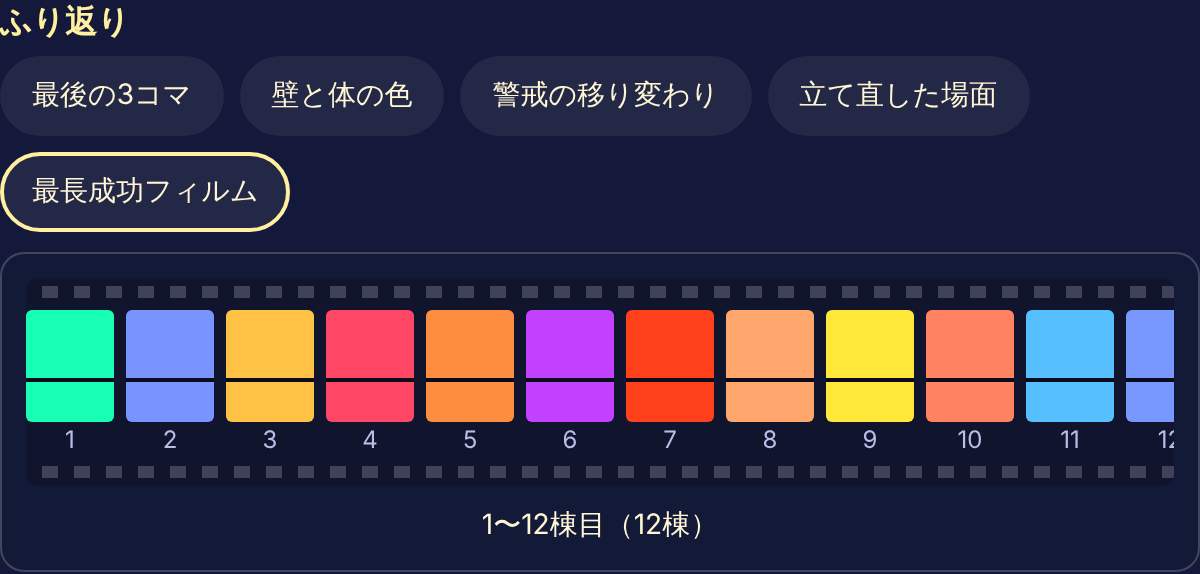 ふり返り
最後の3コマ 壁と体の色 警戒の移り変わり 立て直した場面
最長成功フィルム
1 2 3 4 5 6 7 8 9 10 11 12
1〜12棟目（12棟）